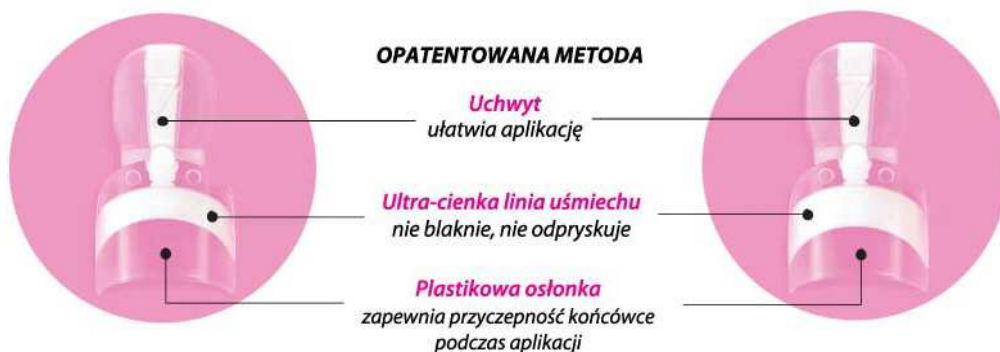 OPATENTOWANA METODA
Uchwyt
ułatwia aplikację
Ultra-cienka linia uśmiechu
nie blaknie, nie odpryskuje
Plastikowa osłonka
zapewnia przyczepność końcówce
podczas aplikacji